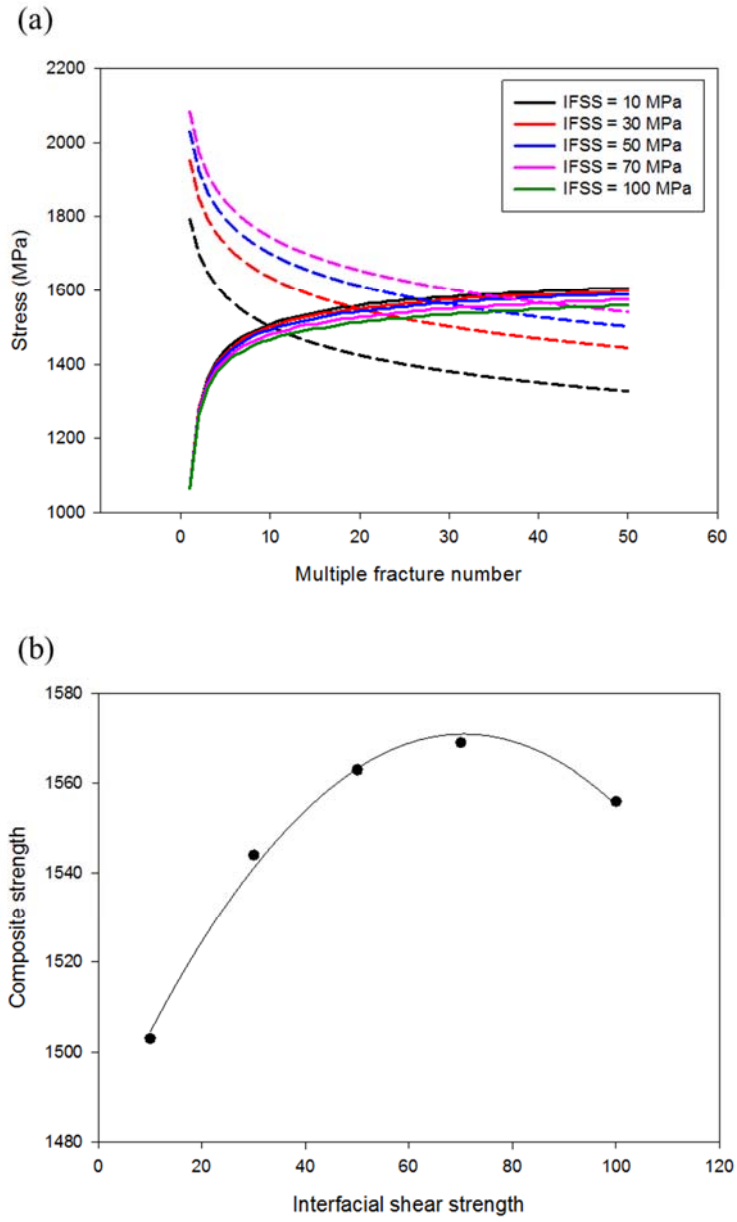 (a)
2200
2000
1800
1600
1400
1200
1000
Stress (MPa)
IFSS = 10 MPa
IFSS = 30 MPa
IFSS = 50 MPa
IFSS = 70 MPa
IFSS = 100 MPa
0 10 20 30 40 50 60
Multiple fracture number
(b)
1580
1560
1540
1520
1500
1480
Composite strength
0 20 40 60 80 100 120
Interfacial shear strength